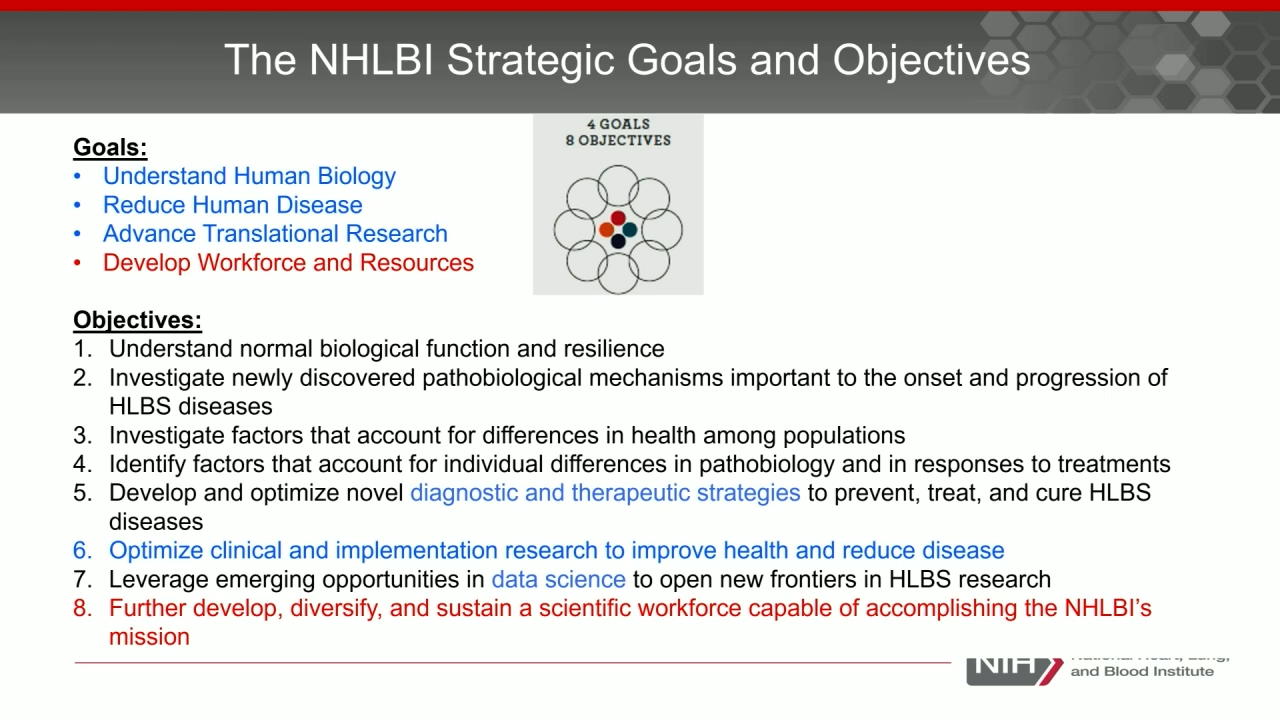 The NHLBI Strategic Goals and Objectives
4 GOALS
8 OBJECTIVES
Goals:
• Understand Human Biology
• Reduce Human Disease
• Advance Translational Research
• Develop Workforce and Resources
Objectives:
1. Understand normal biological function and resilience
2. Investigate newly discovered pathobiological mechanisms important to the onset and progression of
HLBS diseases
3. Investigate factors that account for differences in health among populations
4. Identify factors that account for individual differences in pathobiology and in responses to treatments
5. Develop and optimize novel diagnostic and therapeutic strategies to prevent, treat, and cure HLBS
diseases
6. Optimize clinical and implementation research to improve health and reduce disease
7. Leverage emerging opportunities in data science to open new frontiers in HLBS research
8. Further develop, diversify, and sustain a scientific workforce capable of accomplishing the NHLBI’s
mission
NIH
National Heart, Lung,
and Blood Institute